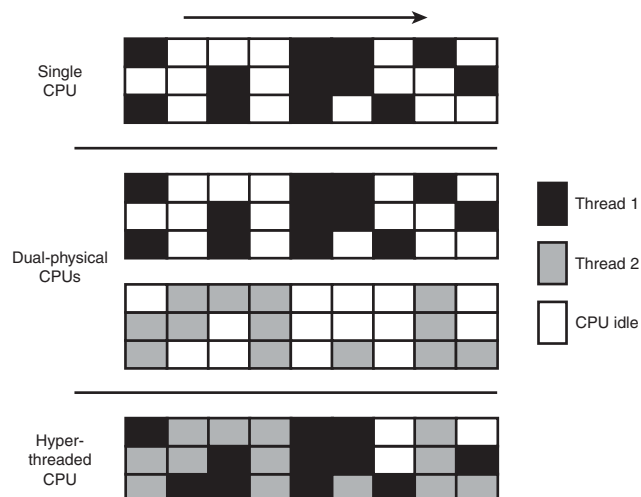 Single
CPU
Dual-physical
CPUs
Thread 1
Thread 2
CPU idle
Hyper-
threaded
CPU